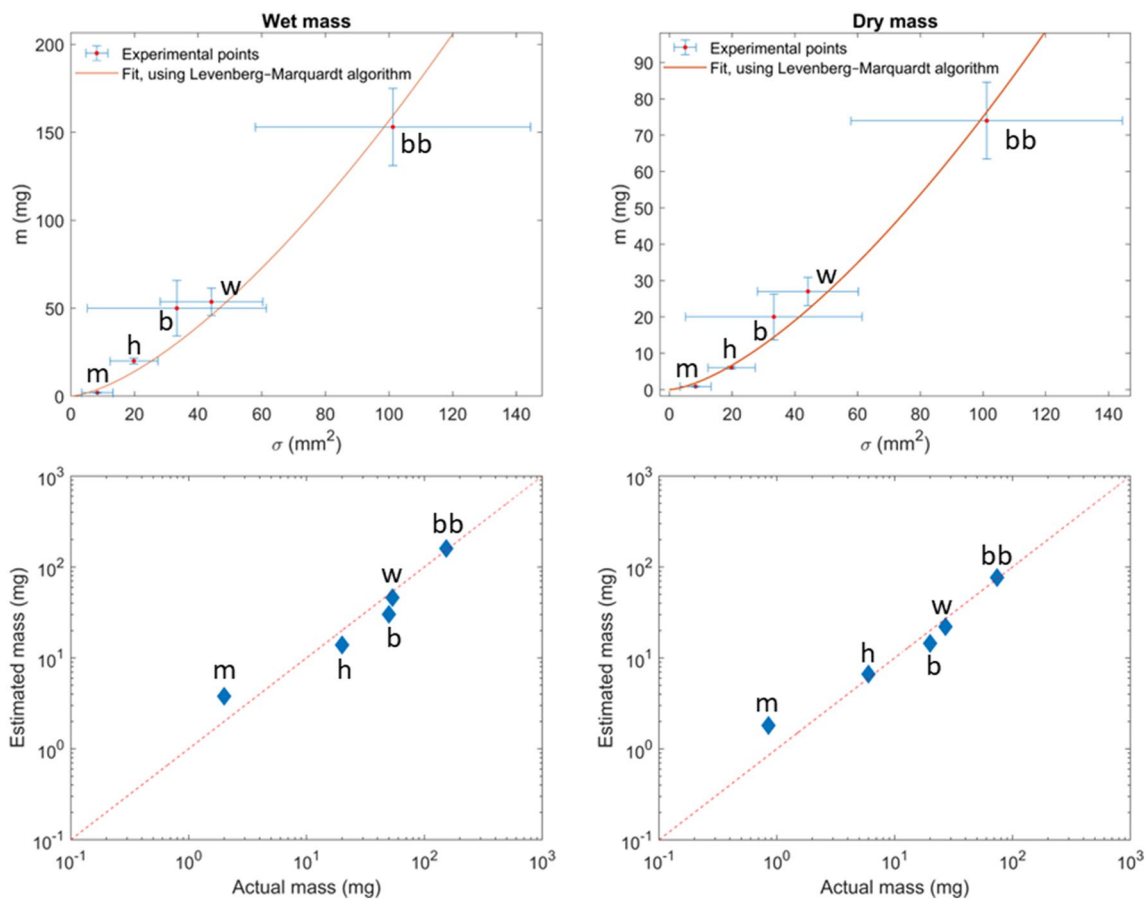 Wet mass
Experimental points
Fit, using Levenberg-Marquardt algorithm
200
150
100
50
0
m (mg)
bb
w
b
h
m
0 20 40 60 80 100 120 140
σ (mm²)
Dry mass
Experimental points
Fit, using Levenberg-Marquardt algorithm
90
80
70
60
50
40
30
20
10
0
m (mg)
bb
w
b
h
m
0 20 40 60 80 100 120 140
σ (mm²)
10³
10²
10¹
10⁰
10⁻¹
Estimated mass (mg)
bb
w
b
h
m
10⁻¹ 10⁰ 10¹ 10² 10³
Actual mass (mg)
10³
10²
10¹
10⁰
10⁻¹
Estimated mass (mg)
bb
w
b
h
m
10⁻¹ 10⁰ 10¹ 10² 10³
Actual mass (mg)